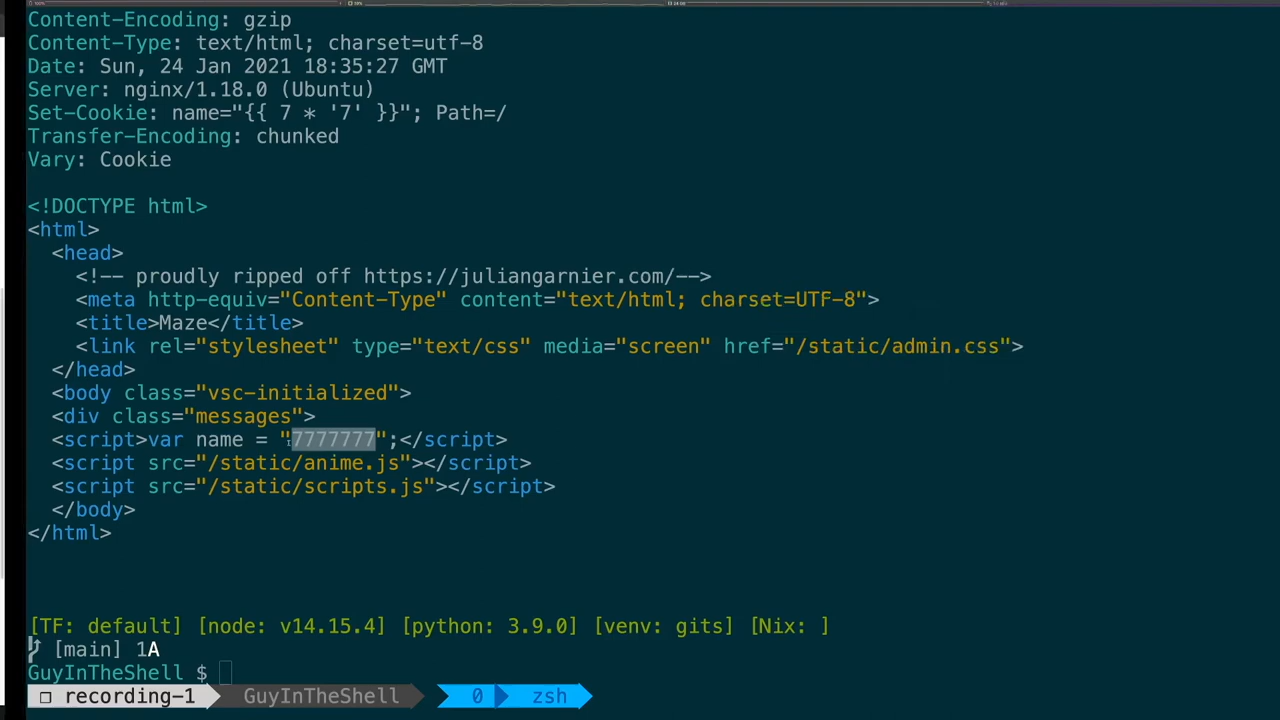 Content-Encoding: gzip
Content-Type: text/html; charset=utf-8
Date: Sun, 24 Jan 2021 18:35:27 GMT
Server: nginx/1.18.0 (Ubuntu)
Set-Cookie: name="{{ 7 * '7' }}"; Path=/
Transfer-Encoding: chunked
Vary: Cookie
<!DOCTYPE html>
<html>
<head>
<!-- proudly ripped off https://juliangarnier.com/-->
<meta http-equiv="Content-Type" content="text/html; charset=UTF-8">
<title>Maze</title>
<link rel="stylesheet" type="text/css" media="screen" href="/static/admin.css">
</head>
<body class="vsc-initialized">
<div class="messages">
<script>var name = "7777777";</script>
<script src="/static/anime.js"></script>
<script src="/static/scripts.js"></script>
</body>
</html>
[TF: default] [node: v14.15.4] [python: 3.9.0] [venv: gits] [Nix: ]
[main] 1A
GuyInTheShell $
recording-1 GuyInTheShell 0 zsh